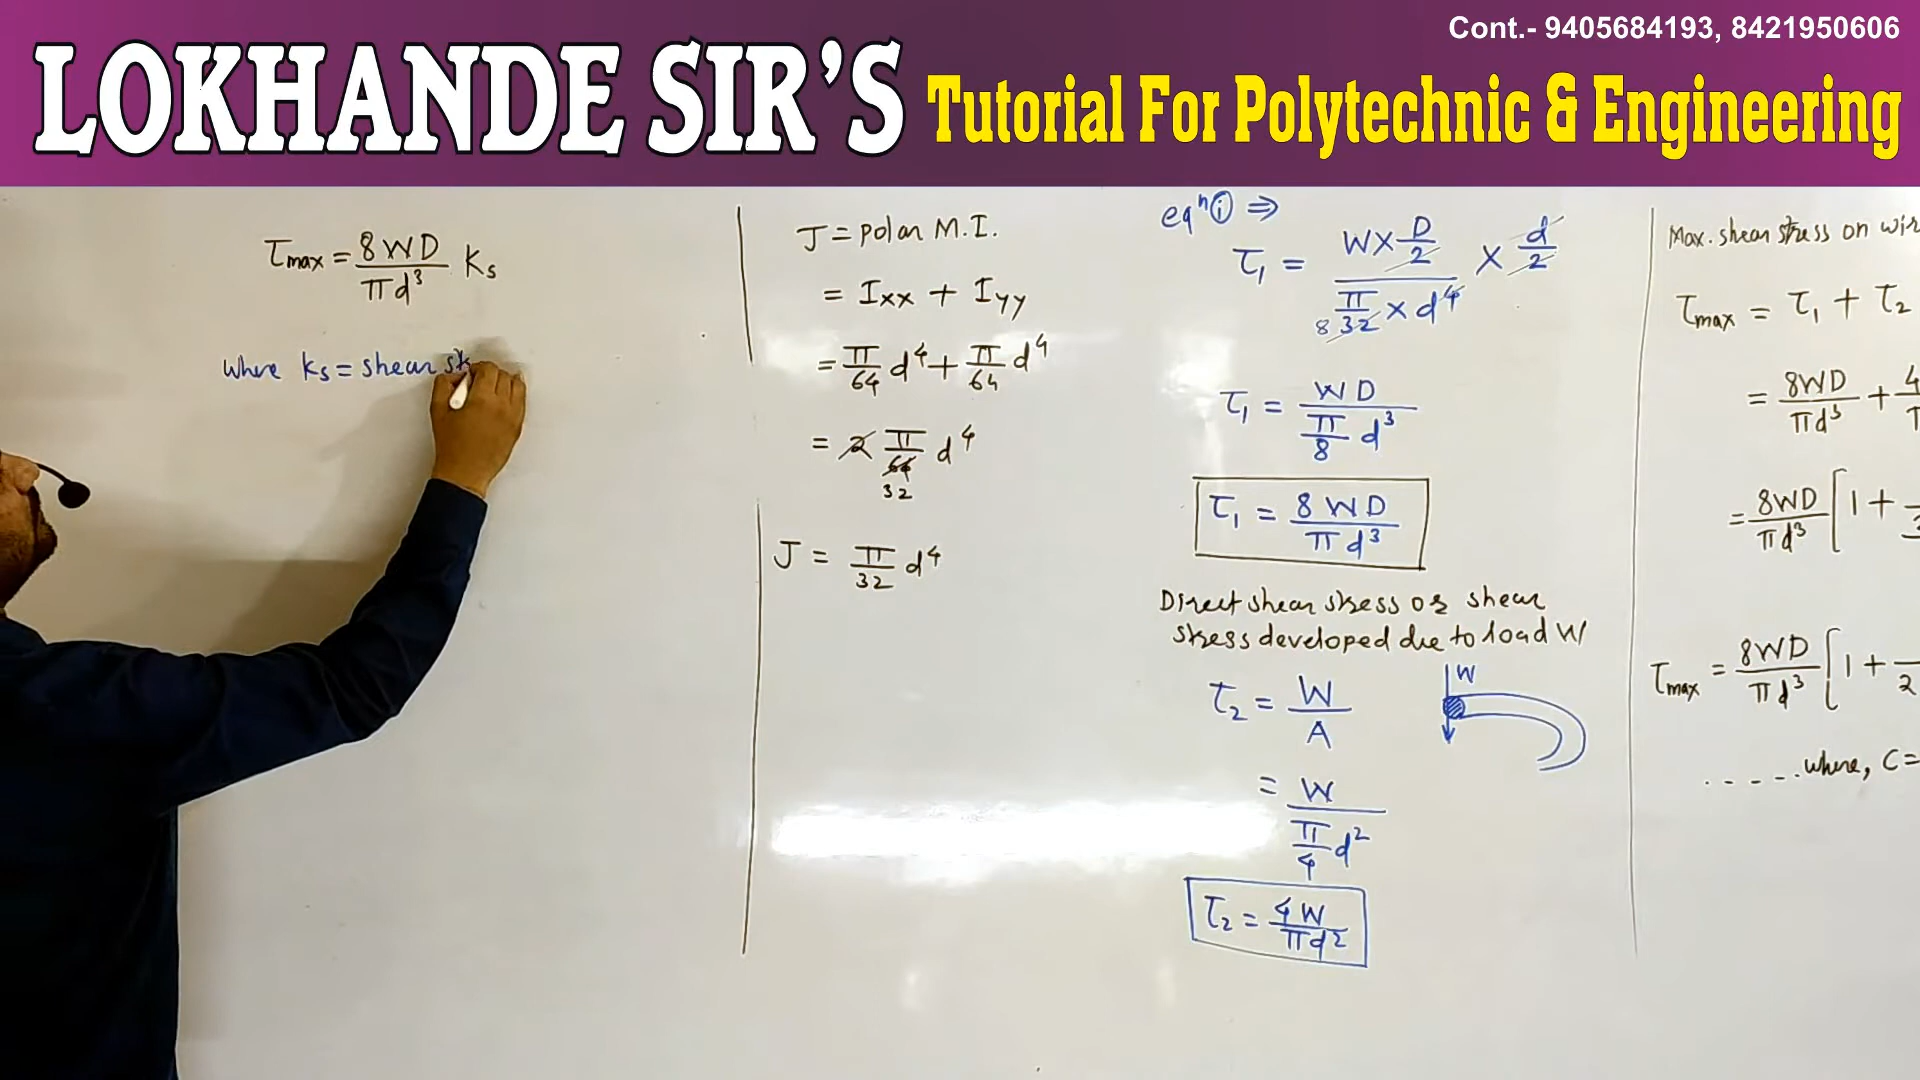 Cont.- 9405684193, 8421950606
LOKHANDE SIR'S Tutorial For Polytechnic & Engineering
τmax = 8WD / πd³ Ks
Where Ks = shear st
J = polar M.I.
= Ixx + Iyy
= π/64 d⁴ + π/64 d⁴
= 2 π/64 d⁴
32
J = π/32 d⁴
eqⁿ ⓘ ⇒
τ₁ = W×D/2 / π/32 × d⁴ × d/2
8
τ₁ = WD / π/8 d³
τ₁ = 8WD / πd³
Direct shear stress or shear
stress developed due to load W
W
τ₂ = W / A
= W / π/4 d²
τ₂ = 4W / πd²
Max. shear stress on wir
τmax = τ₁ + τ₂
= 8WD / πd³ + 4
= 8WD / πd³ [1 +
τmax = 8WD / πd³ [1 + / 2
.....where, C =